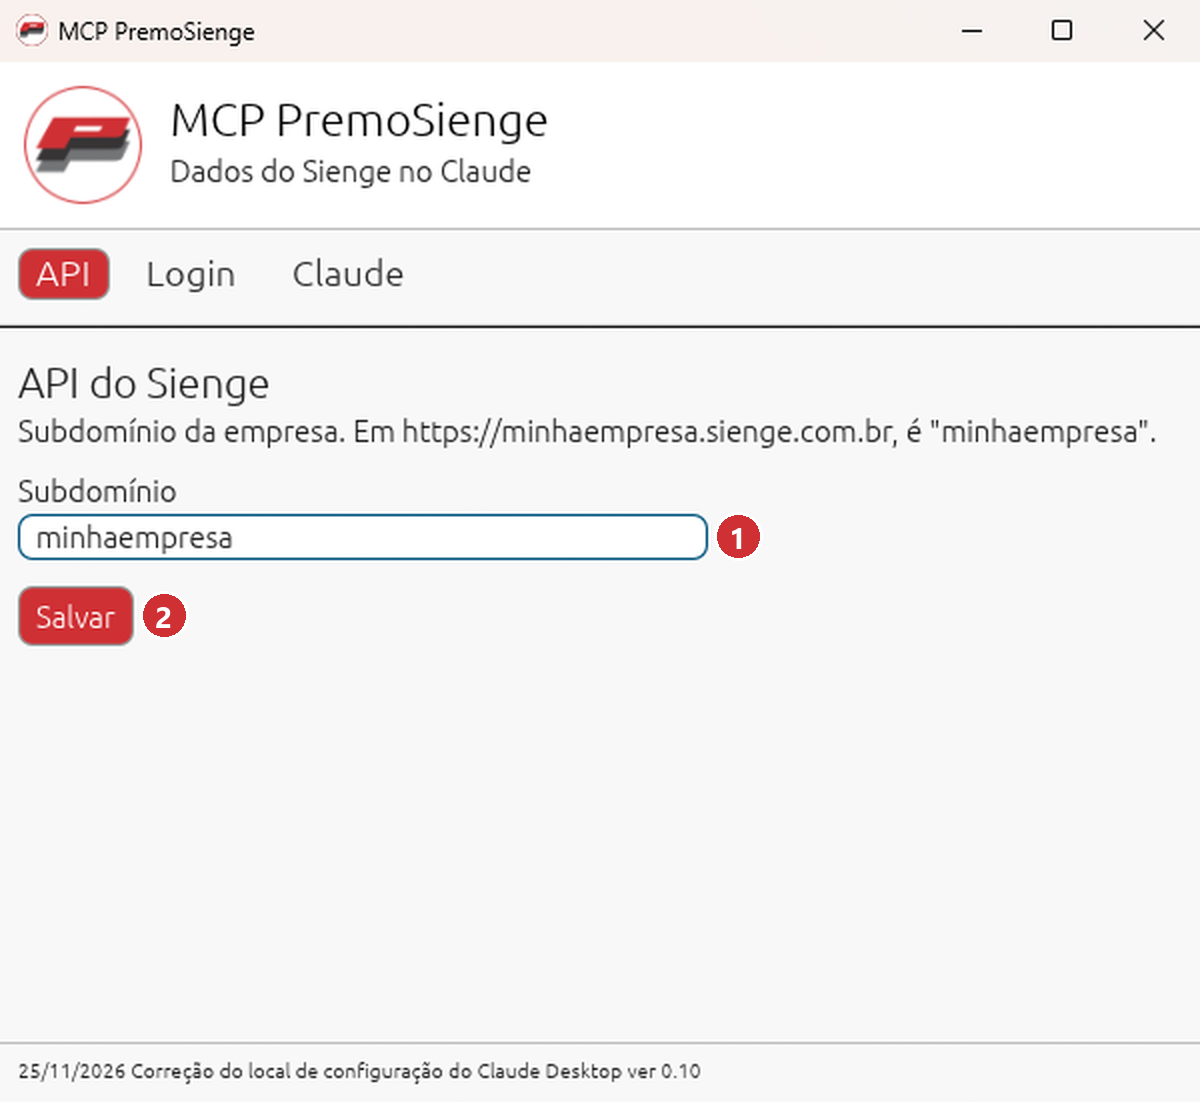 MCP PremoSienge
MCP PremoSienge
Dados do Sienge no Claude
API Login Claude
API do Sienge
Subdomínio da empresa. Em https://minhaempresa.sienge.com.br, é "minhaempresa".
Subdomínio
minhaempresa 1
Salvar 2
25/11/2026 Correção do local de configuração do Claude Desktop ver 0.10